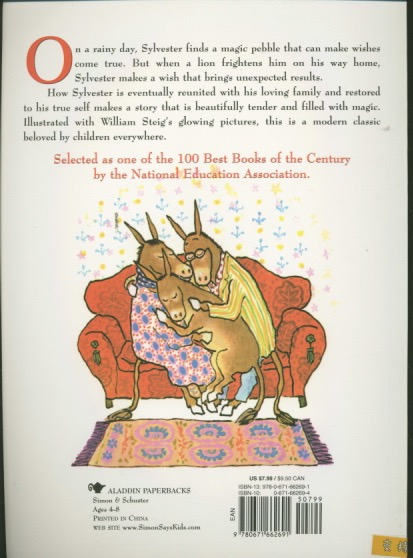 On a rainy day, Sylvester finds a magic pebble that can make wishes
come true. But when a lion frightens him on his way home,
Sylvester makes a wish that brings unexpected results.
How Sylvester is eventually reunited with his loving family and restored
to his true self makes a story that is beautifully tender and filled with magic.
Illustrated with William Steig's glowing pictures, this is a modern classic
beloved by children everywhere.
Selected as one of the 100 Best Books of the Century
by the National Education Association.
ALADDIN PAPERBACKS
Simon & Schuster
Ages 4-8
PRINTED IN CHINA
WEB SITE www.SimonSaysKids.com
US $7.99 / $9.50 CAN
ISBN-13: 978-0-671-66269-1
ISBN-10: 0-671-66269-4
50799
EAN
9 780671 662691